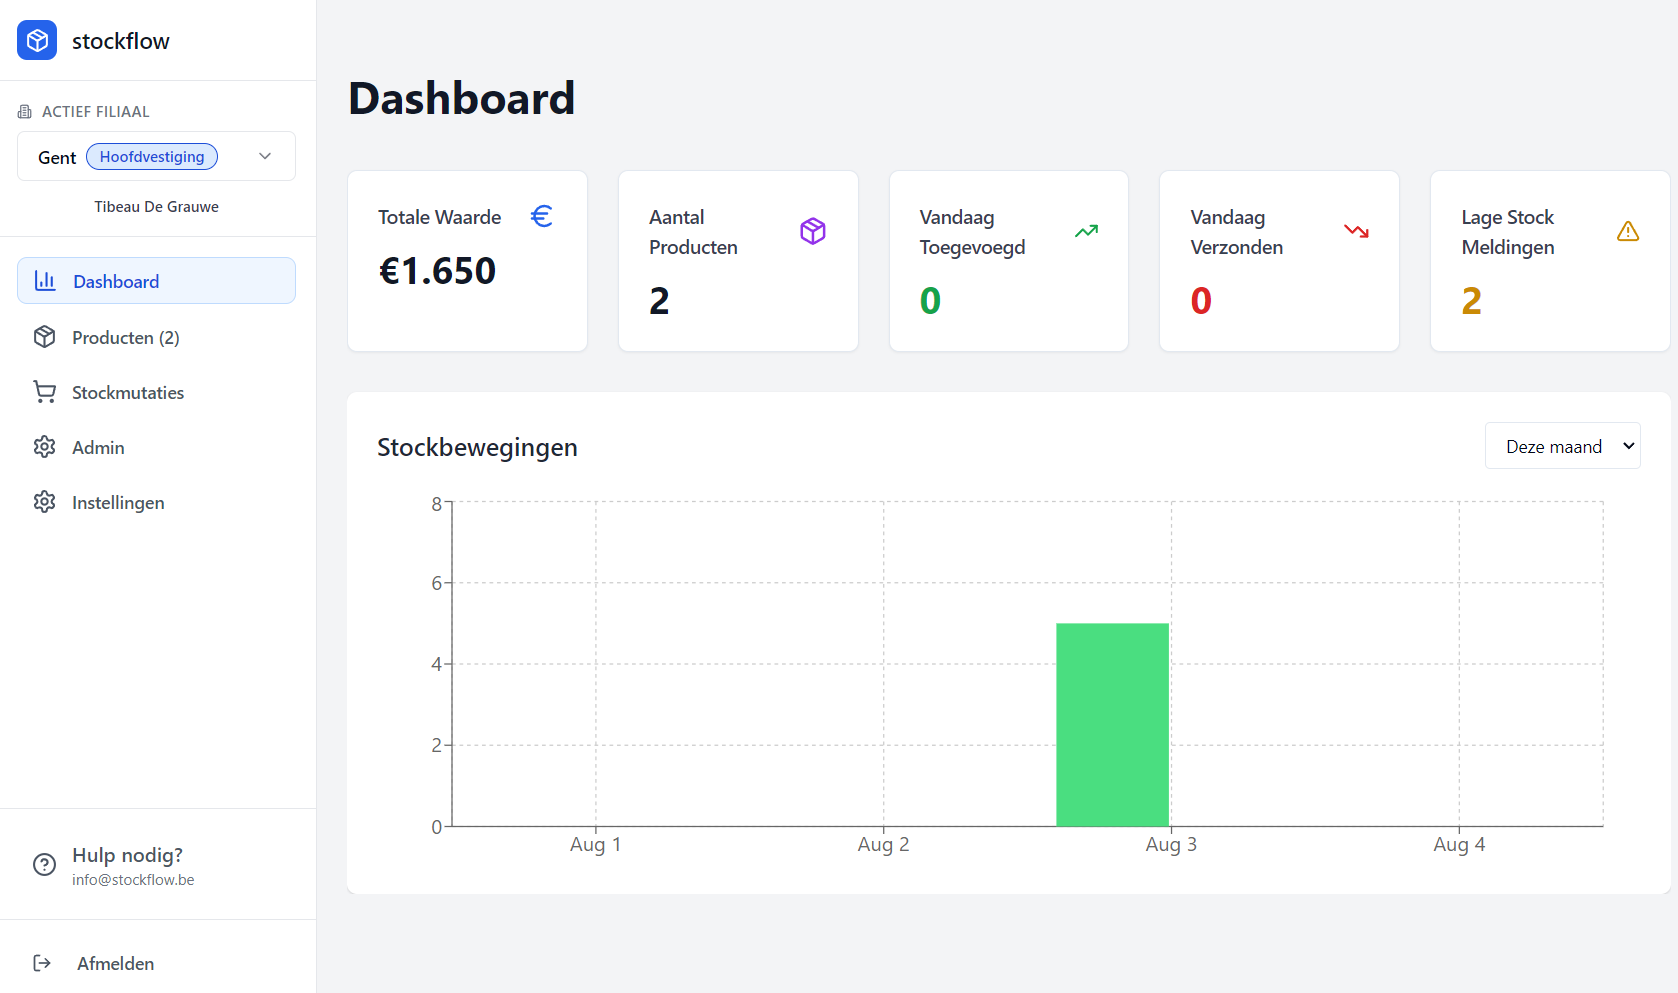 stockflow
ACTIEF FILIAAL
Gent Hoofdvestiging
Tibeau De Grauwe
Dashboard
Producten (2)
Stockmutaties
Admin
Instellingen
Hulp nodig?
info@stockflow.be
Afmelden
Dashboard
Totale Waarde
€1.650
Aantal
Producten
2
Vandaag
Toegevoegd
0
Vandaag
Verzonden
0
Lage Stock
Meldingen
2
Stockbewegingen
Deze maand
8
6
4
2
0
Aug 1
Aug 2
Aug 3
Aug 4